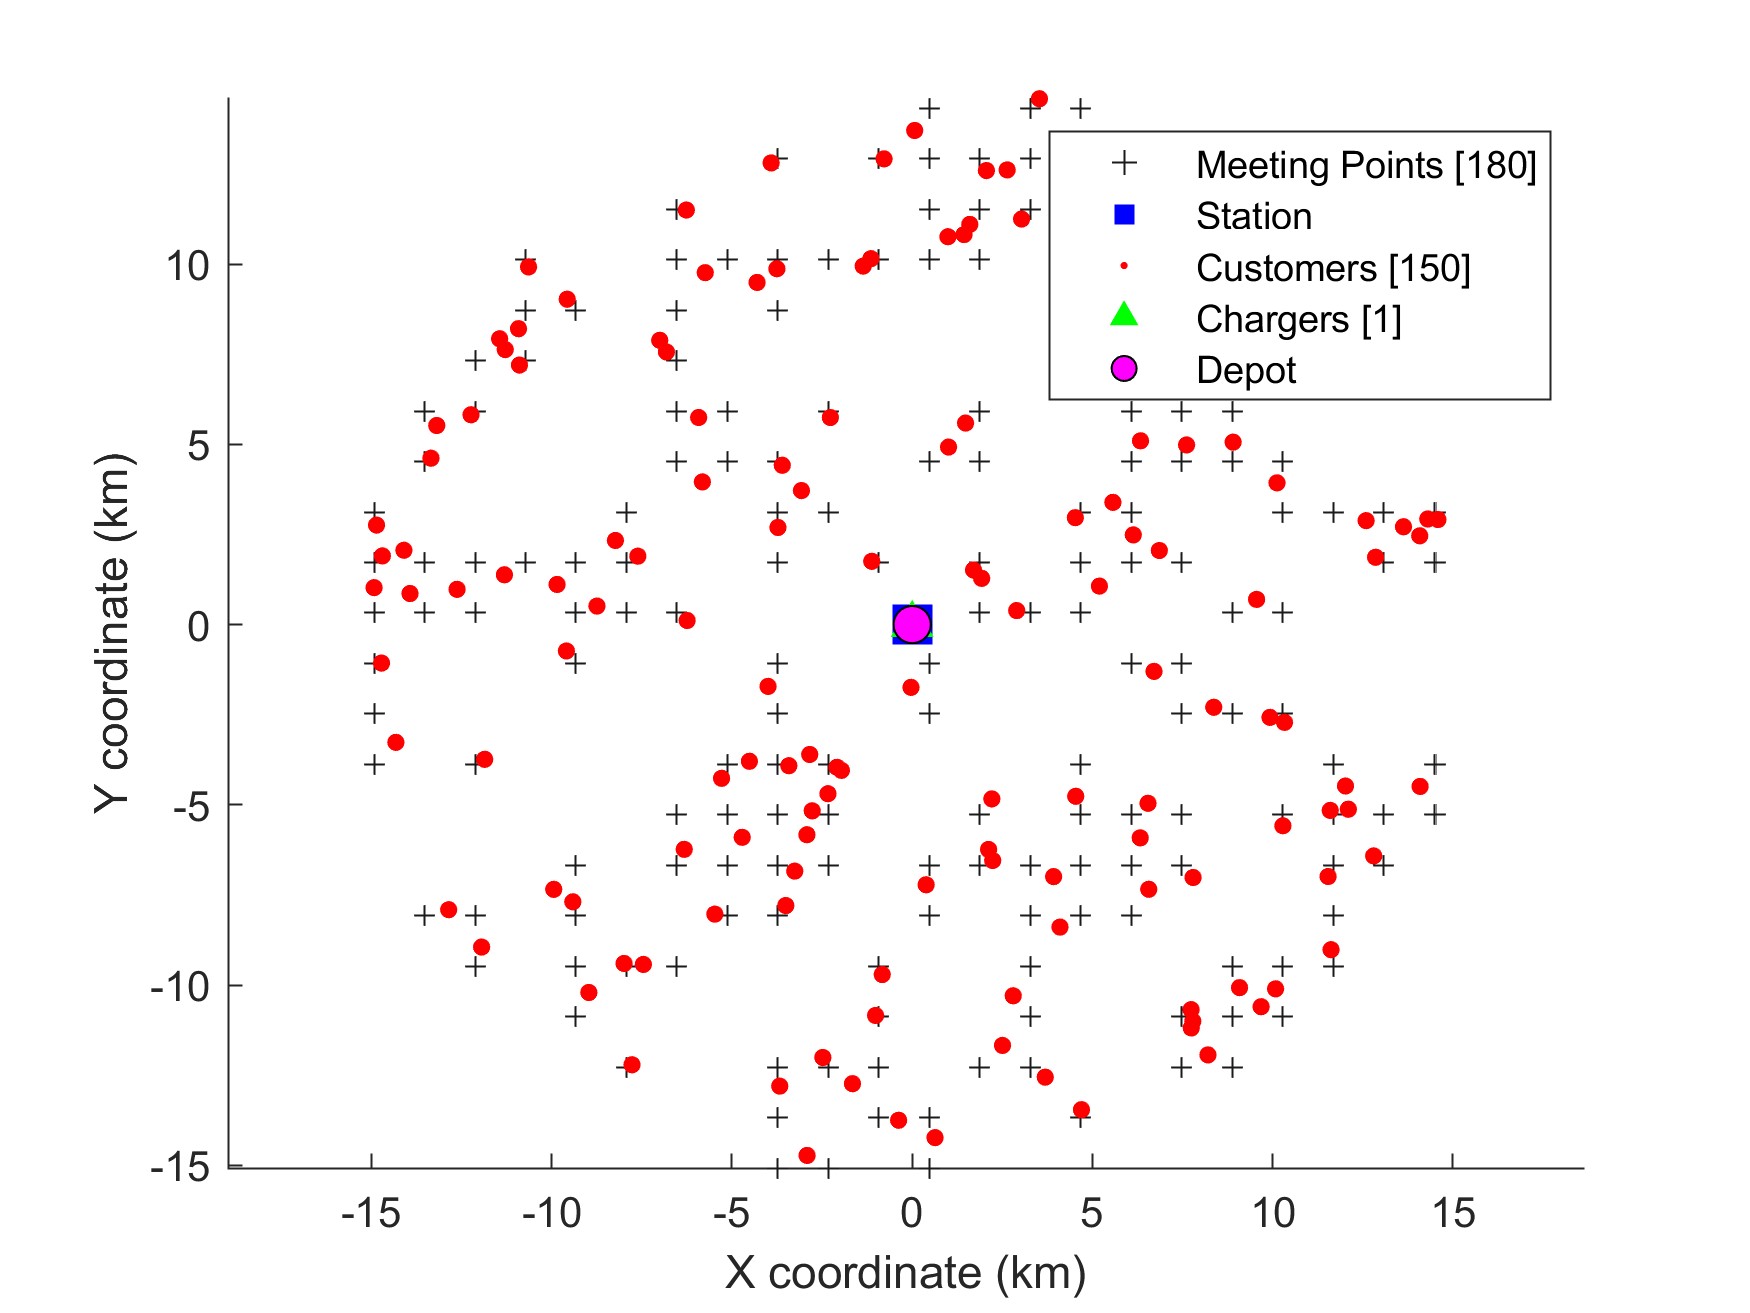 Meeting Points [180]
Station
Customers [150]
Chargers [1]
Depot
10
5
0
-5
-10
-15
Y coordinate (km)
-15 -10 -5 0 5 10 15
X coordinate (km)